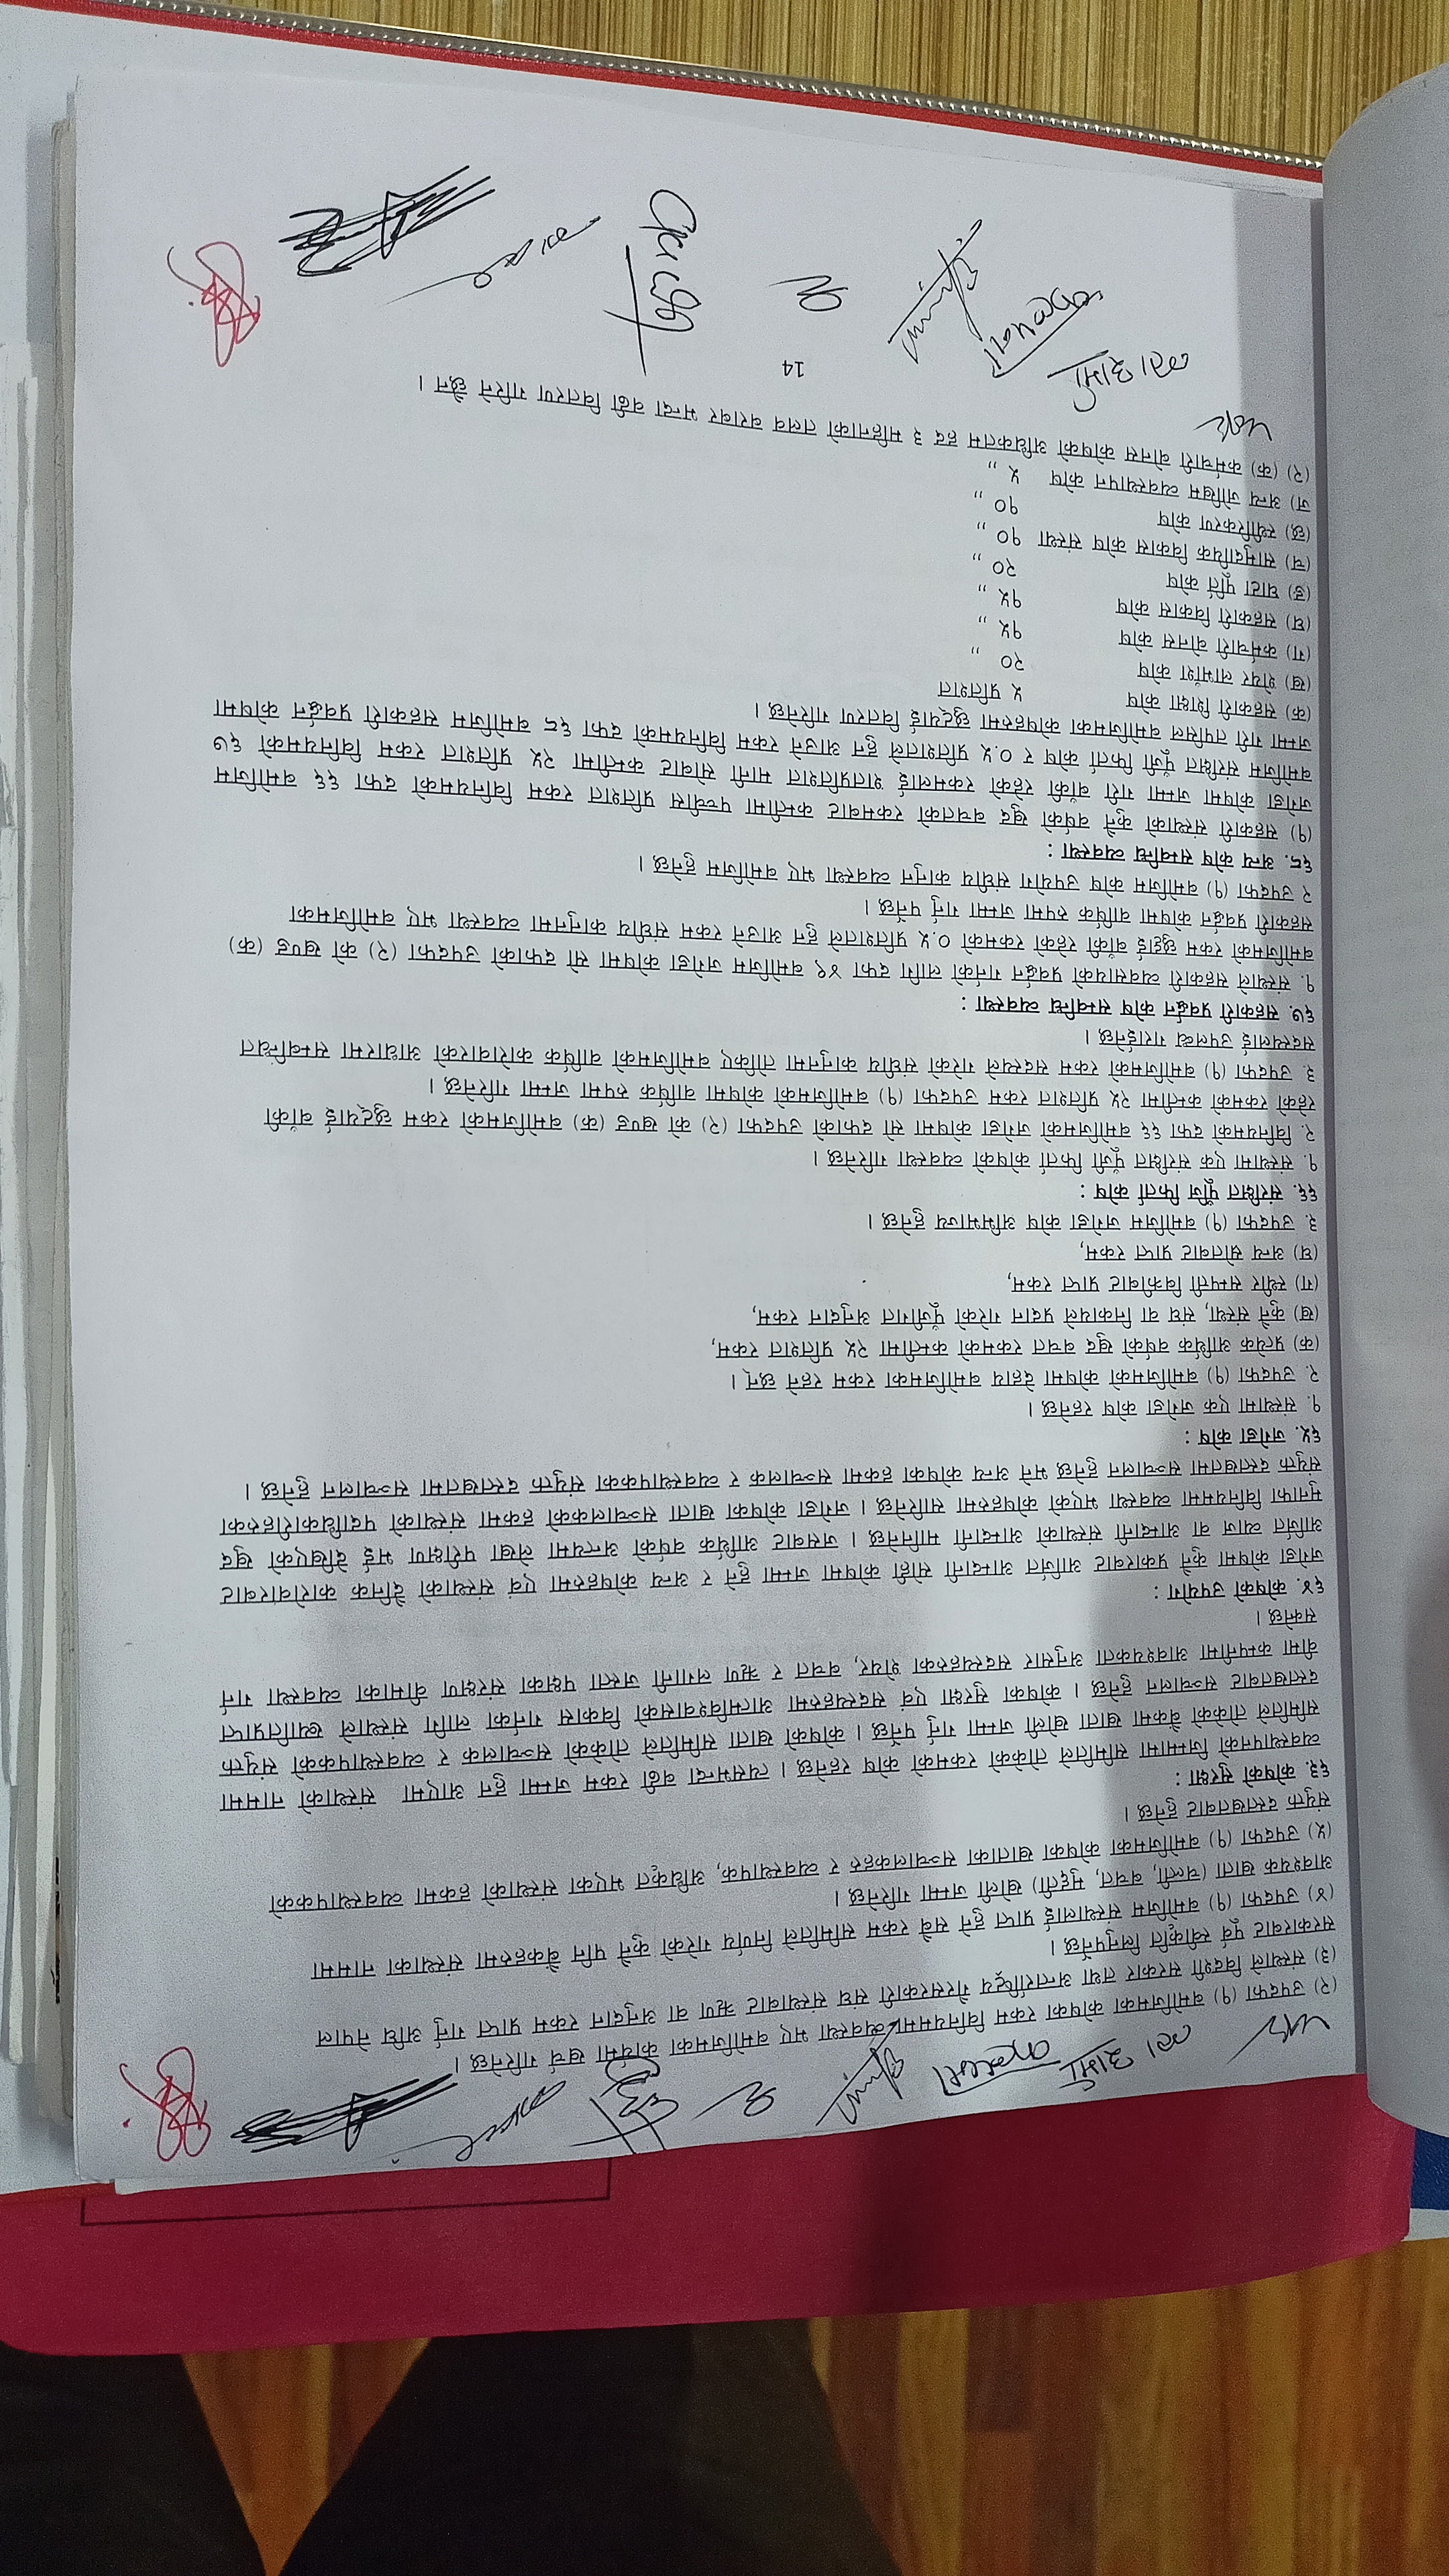 ला शर्मा
कल्पना
(२) उपदफा (१) बमोजिमका कोषका रकम विनियममा व्यवस्था भए बमोजिमका कार्यमा खर्च गरिनेछ ।
(३) संस्थाले विदशी सरकार तथा अन्तर्राष्ट्रिय गैरसरकारी संघ संस्थाबाट ऋण वा अनुदान रकम प्राप्त गर्नु अघि नेपाल
सरकारबाट पूर्व स्वीकृति लिनुपर्नेछ ।
(४) उपदफा (१) बमोजिम संस्थालाई प्राप्त हुने सबै रकम समितिले निर्णय गरेको कुनै पनि बैंकहरुमा संस्थाका नाममा
आवश्यक खाता (चल्ती, बचत, मुद्दती) खोली जम्मा गरिनेछ ।
(५) उपदफा (१) बमोजिमका कोषका खाताका सञ्चालकहरु र व्यवस्थापक, अधिकृत भएका संस्थाको हकमा व्यवस्थापकको
संयुक्त दस्तखतबाट हुनेछ ।
६३. कोषको सुरक्षा :
व्यवस्थापनको जिम्मामा समितिले तोकेको रकमको कोष रहनेछ । त्यसभन्दा बढी रकम जम्मा हुन आएमा संस्थाको नाममा
समितिले तोकेको बैंकमा खाता खोली जम्मा गर्नु पर्नेछ । कोषको खाता समितिले तोकेको सञ्चालक र व्यवस्थापकको संयुक्त
दस्तखतबाट सञ्चालन हुनेछ । कोषका सुरक्षा एवं सदस्यहरुमा आत्मविश्वासको विकास गर्नका लागि संस्थाले ख्यातिप्राप्त
वीमा कम्पनीमा आवश्यकता अनुसार सदस्यहरुका शेयर, बचत र ऋण लगानी जस्ता पक्षका संरक्षण वीमाका व्यवस्था गर्न
सक्नेछ ।
६४. कोषको उपयोग :
जगेडा कोषमा कुनै प्रकारबाट आर्जित आम्दानी सोही कोषमा जम्मा हुने र अन्य कोषहरुमा एवं संस्थाको दैनिक कारोवारबाट
आर्जित व्याज वा आम्दानी संस्थाको आम्दानी मानिनेछ । जसबाट आर्थिक वर्षको अन्त्यमा लेखा परीक्षण भई देखिएको खुद
मुनाफा विनियममा व्यवस्था भएको कोषहरुमा सारिनेछ । जगेडा कोषका खाता सञ्चालकको हकमा संस्थाको पदाधिकारीहरुका
संयुक्त दस्तखतमा सञ्चालन हुनेछ भने अन्य कोषका हकमा सञ्चालक र व्यवस्थापकका संयुक्त दस्तखतमा सञ्चालन हुनेछ ।
६५. जगेडा कोष :
१. संस्थामा एक जगेडा कोष रहनेछ ।
२. उपदफा (१) बमोजिमको कोषमा देहाय बमोजिमका रकम रहने छन् ।
(क) प्रत्येक आर्थिक वर्षको खुद बचत रकमको कम्तीमा २५ प्रतिशत रकम,
(ख) कुनै संस्था, संघ वा निकायले प्रदान गरेको पूँजीगत अनुदान रकम,
(ग) स्थीर सम्पत्ती बिक्रीबाट प्राप्त रकम,
(घ) अन्य स्रोतबाट प्राप्त रकम,
३. उपदफा (१) बमोजिम जगेडा कोष अभिभाज्य हुनेछ ।
६६. संरक्षित पूँजि फिर्ता कोष :
१. संस्थामा एक संरक्षित पूँजी फिर्ता कोषको व्यवस्था गरिनेछ ।
२. विनियमको दफा ६६ बमोजिमको जगेडा कोषमा सो दफाको उपदफा (२) को खण्ड (क) बमोजिमको रकम छुट्याई बाँकी
रहेको रकमको कम्तीमा २५ प्रतिशत रकम उपदफा (१) बमोजिमको कोषमा वार्षिक रुपमा जम्मा गरिनेछ ।
३. उपदफा (१) बमोजिमको रकम सदस्यले गरेको संघीय कानुनमा तोकिए बमोजिमको वार्षिक कारोवारको आधारमा सम्बन्धित
सदस्यलाई उपलब्ध गराईनेछ ।
६७. सहकारी प्रवर्द्धन कोष सम्वन्धि व्यवस्था :
१. संस्थाले सहकारी व्यवसायको प्रवर्द्धन गर्नको लागि दफा ४९ बमोजिम जगेडा कोषमा सो दफाको उपदफा (२) को खण्ड (क)
बमोजिमको रकम छुट्टाई बाँकी रहेको रकमको ०.५ प्रतिशतले हुन आउने रकम संघीय कानुनमा व्यवस्था भए बमोजिमका
सहकारी प्रवर्द्धन कोषमा वार्षिक रुपमा जम्मा गर्नु पर्नेछ ।
२ उपदफा (१) बमोजिम कोष उपयोग संघीय कानुन व्यवस्था भए बमोजिम हुनेछ ।
६८. अन्य कोष सम्वन्धि व्यवस्था :
(१) सहकारी संस्थाको कुनै वर्षको खुद बचतको रकमबाट कम्तीमा पच्चीस प्रतिशत रकम विनियमको दफा ६६ बमोजिम
जगेडा कोषमा जम्मा गरी बाँकी रहेको रकमलाई शतप्रतिशत मानी सोबाट कम्तीमा २५ प्रतिशत रकम विनियमको ६७
बमोजिम संरक्षित पूँजी फिर्ता कोष र ०.५ प्रतिशतले हुन आउने रकम विनियमको दफा ६८ बमोजिम सहकारी प्रवर्द्धन कोषमा
जम्मा गरी तपसिल बमोजिमका कोषहरुमा छुट्याई वितरण गरिनेछ ।
(क) सहकारी शिक्षा कोष ५ प्रतिशत
(ख) शेयर लाभाँश कोष २० ,,
(ग) कर्मचारी बोनस कोष १५ ,,
(घ) सहकारी विकास कोष १५ ,,
(ङ) घाटा पूर्ति कोष २० ,,
(च) सामुदायिक विकास कोष संस्था १० ,,
(छ) स्थीरिकरण कोष १० ,,
ज) अन्य जोखिम व्यवस्थापन कोष ५ ,,
(२) (क) कर्मचारी बोनस कोषको अधिकतम हद ३ महिनाको तलव बराबर भन्दा वढी वितरण गरिने छैन ।
14
शर्मा
कल्पना